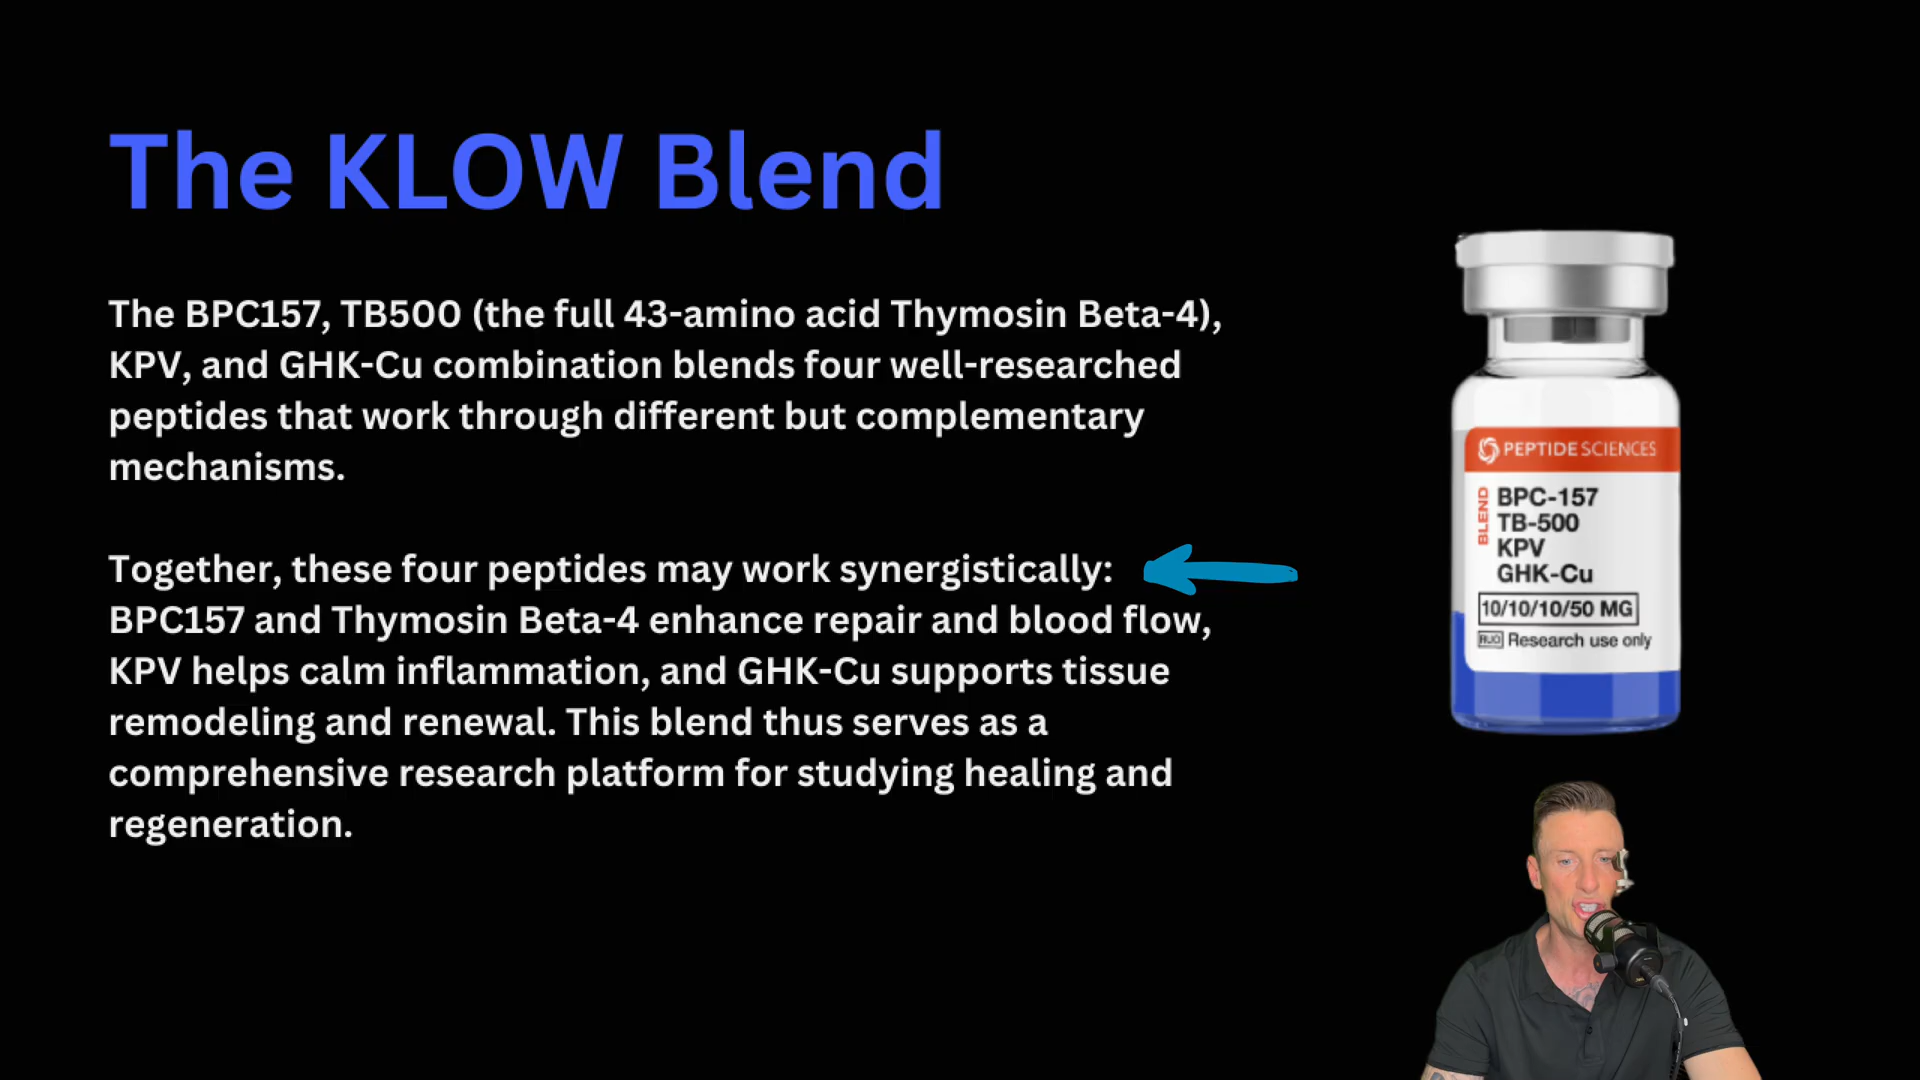 The KLOW Blend
The BPC157, TB500 (the full 43-amino acid Thymosin Beta-4),
KPV, and GHK-Cu combination blends four well-researched
peptides that work through different but complementary
mechanisms.
Together, these four peptides may work synergistically:
BPC157 and Thymosin Beta-4 enhance repair and blood flow,
KPV helps calm inflammation, and GHK-Cu supports tissue
remodeling and renewal. This blend thus serves as a
comprehensive research platform for studying healing and
regeneration.
PEPTIDE SCIENCES
BLEND
BPC-157
TB-500
KPV
GHK-Cu
10/10/10/50 MG
RUO Research use only